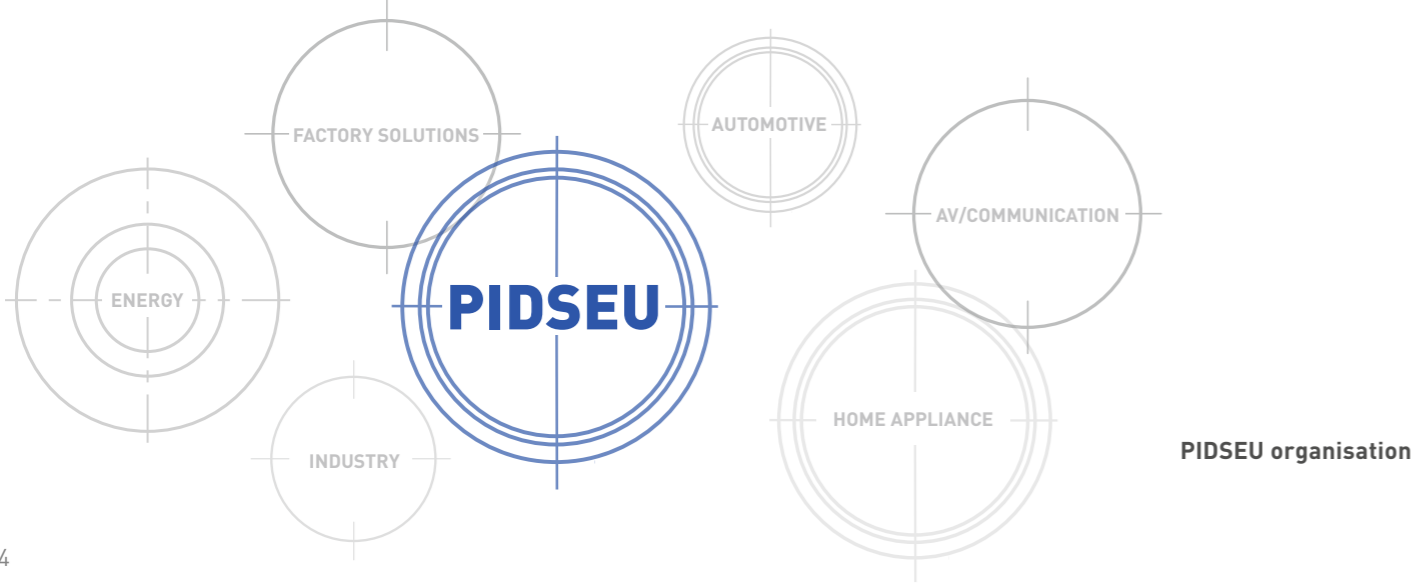 AUTOMOTIVE
FACTORY SOLUTIONS
AV/COMMUNICATION
ENERGY
PIDSEU
HOME APPLIANCE
INDUSTRY
PIDSEU organisation
4